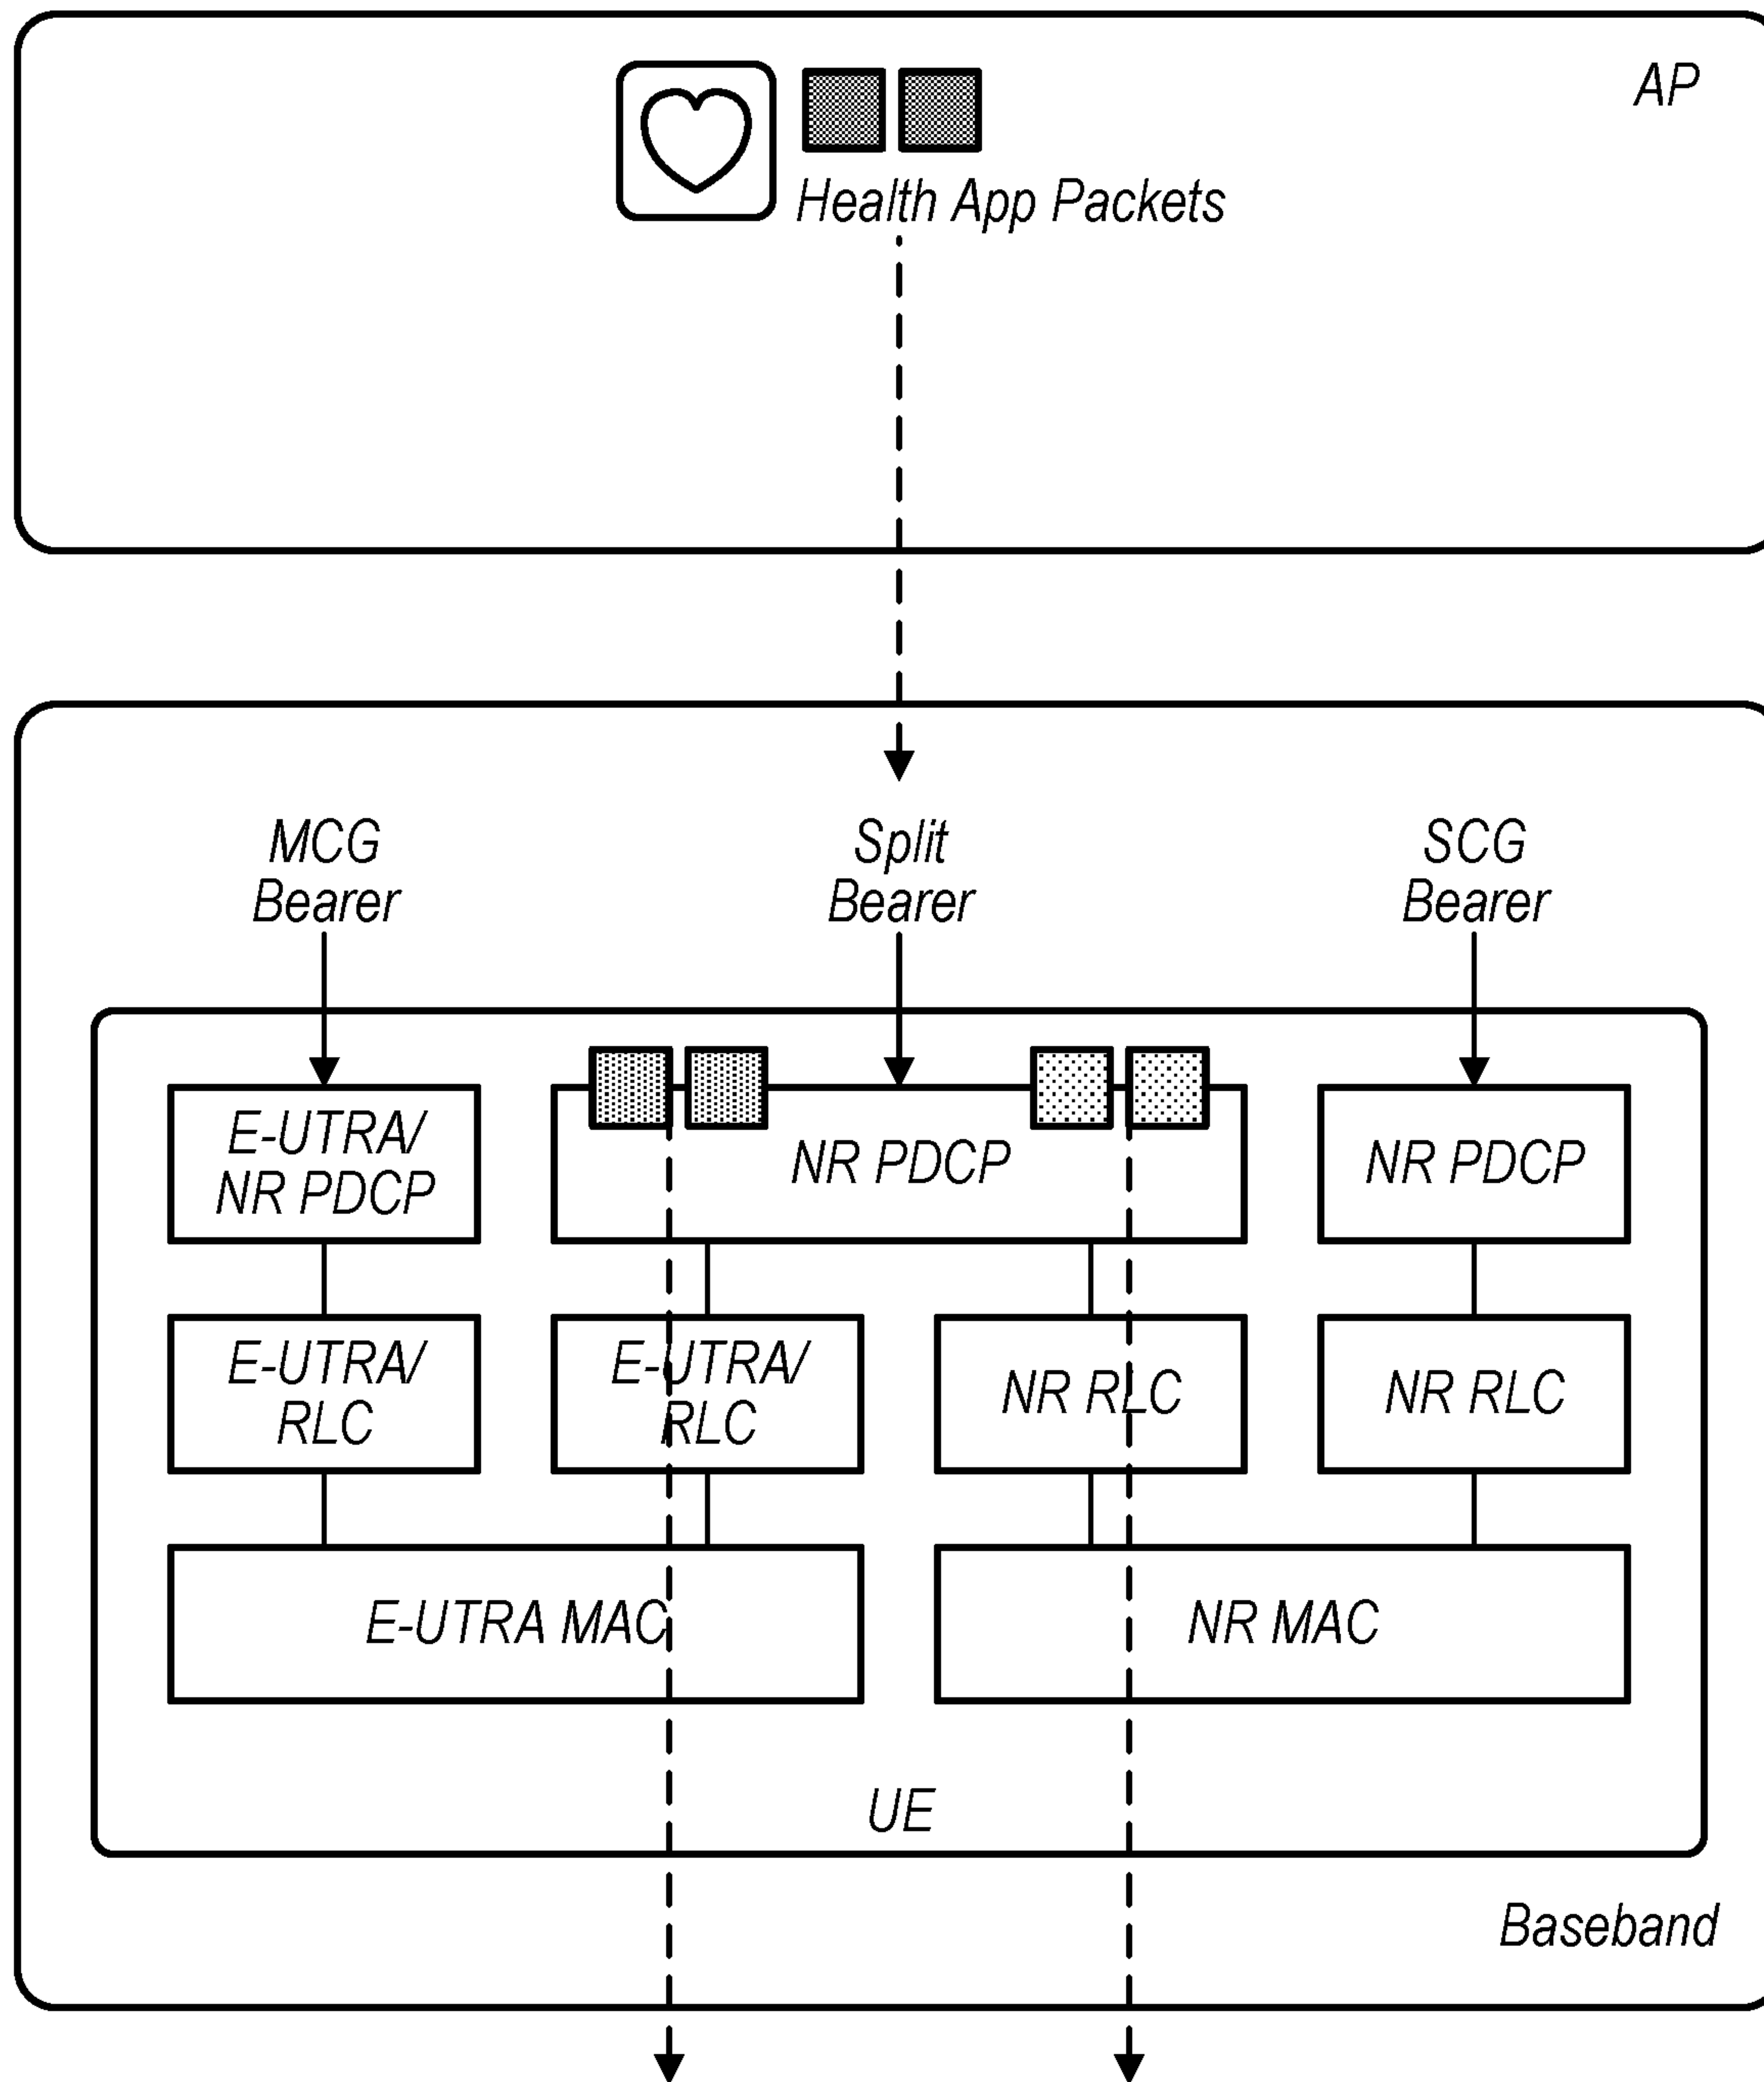 AP
Health App Packets
MCG
Bearer
Split
Bearer
SCG
Bearer
E-UTRA/
NR PDCP
NR PDCP
NR PDCP
E-UTRA/
RLC
E-UTRA/
RLC
NR RLC
NR RLC
E-UTRA MAC
NR MAC
UE
Baseband